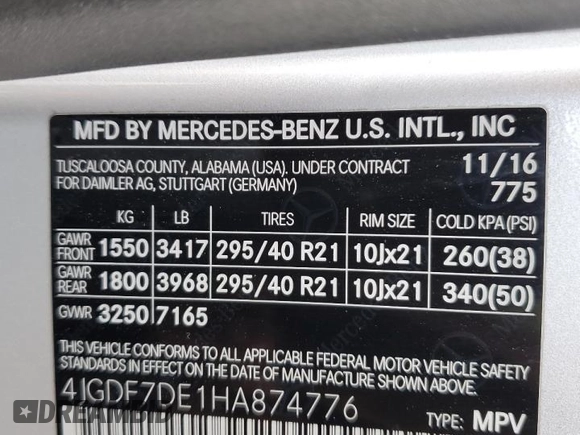 MFD BY MERCEDES-BENZ U.S. INTL., INC
TUSCALOOSA COUNTY, ALABAMA (USA). UNDER CONTRACT 11/16
FOR DAIMLER AG, STUTTGART (GERMANY) 775
KG LB TIRES RIM SIZE COLD KPA(PSI)
GAWR FRONT 1550 3417 295/40 R21 10Jx21 260(38)
GAWR REAR 1800 3968 295/40 R21 10Jx21 340(50)
GVWR 3250 7165
THIS VEHICLE CONFORMS TO ALL APPLICABLE FEDERAL MOTOR VEHICLE SAFETY
STANDARDS IN EFFECT ON THE DATE OF MANUFACTURE SHOWN ABOVE.
4JGDF7DE1HA874776 TYPE: MPV
DREAMBID